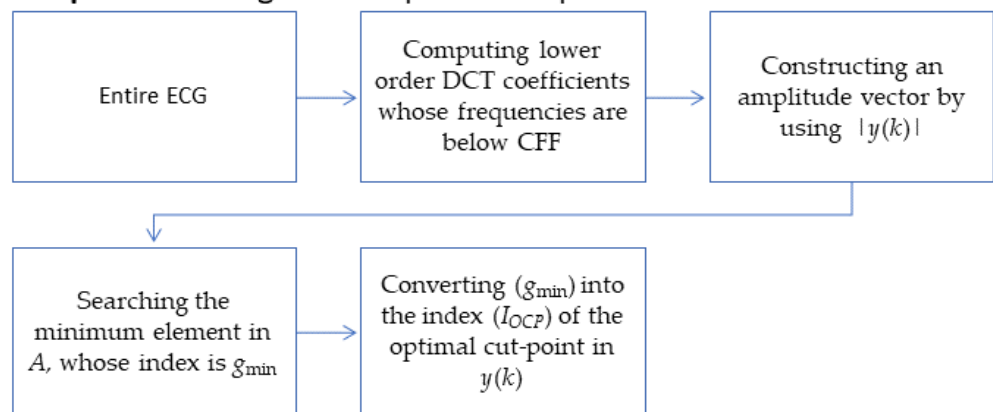 Entire ECG
Computing lower
order DCT coefficients
whose frequencies are
below CFF
Constructing an
amplitude vector by
using |y(k)|
Searching the
minimum element in
A, whose index is gmin
Converting (gmin) into
the index (IOCP) of the
optimal cut-point in
y(k)